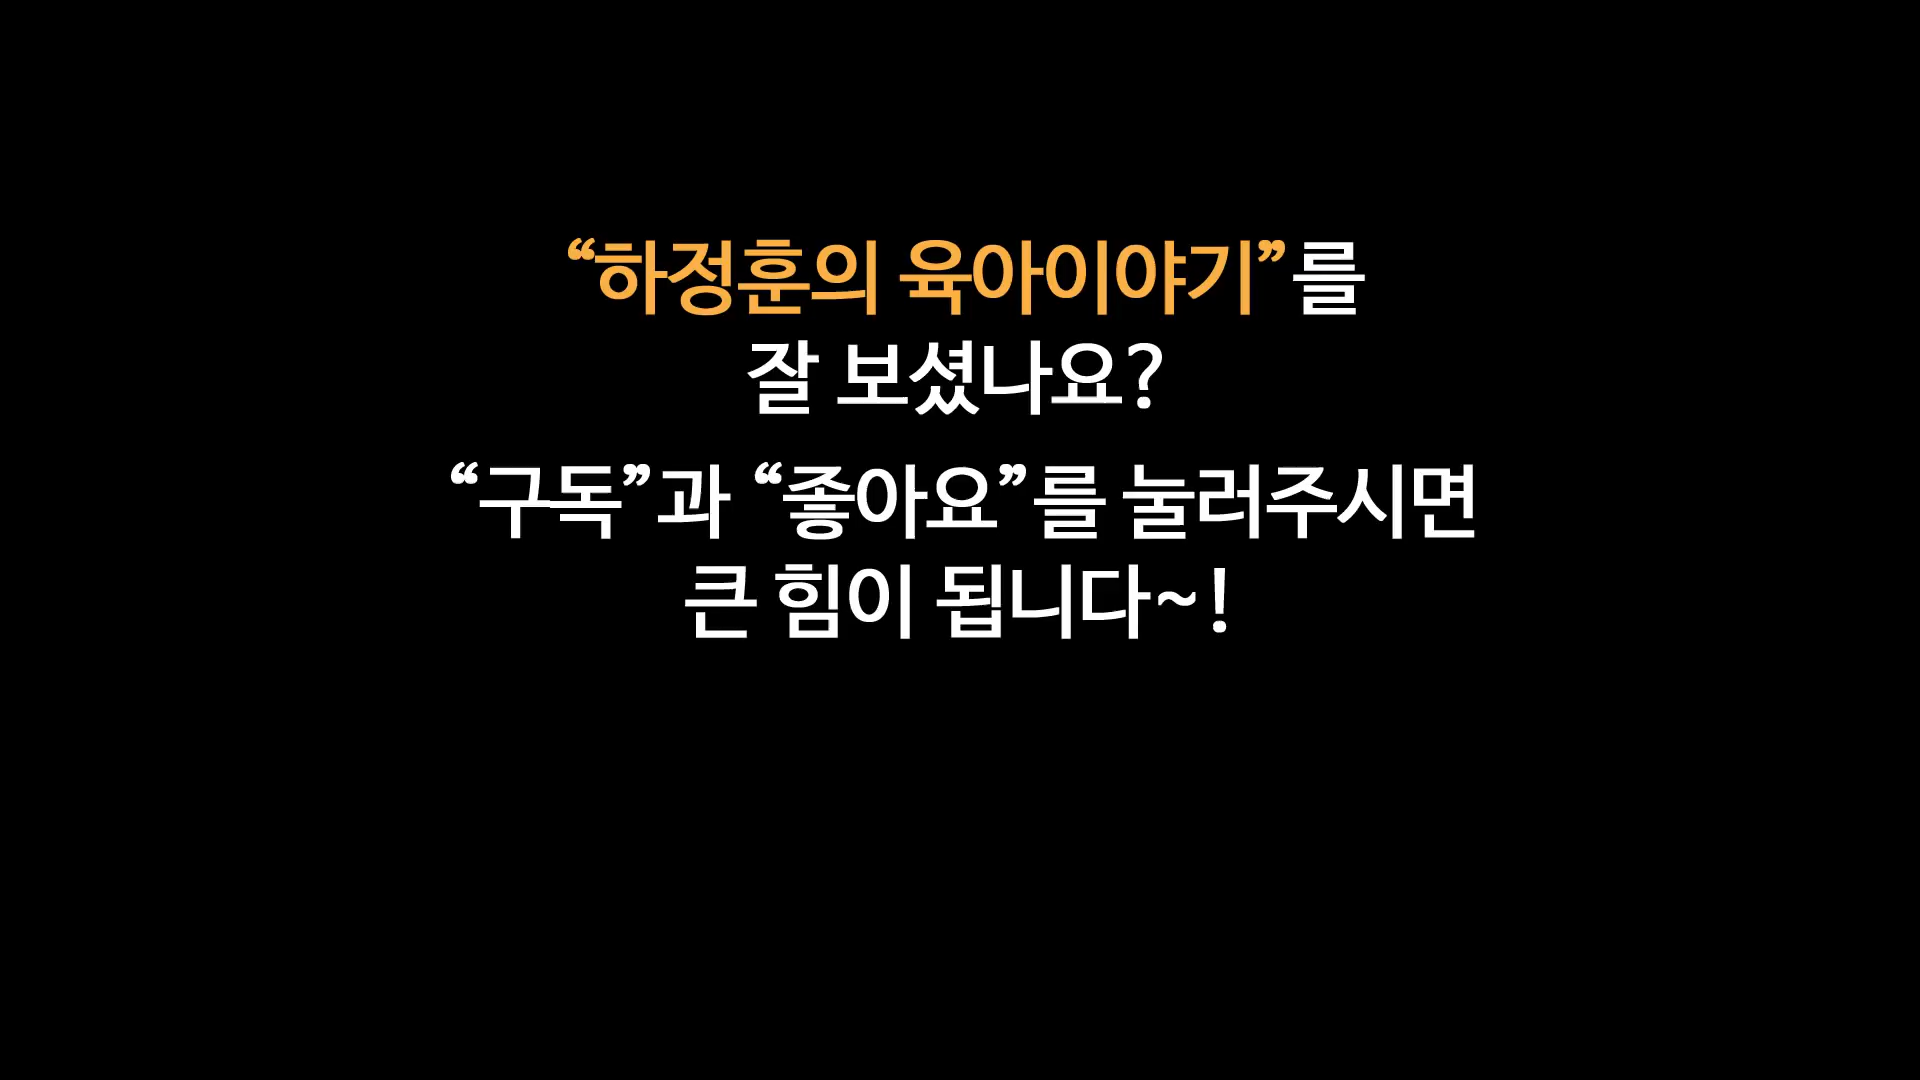 “하정훈의 육아이야기”를
잘 보셨나요?
“구독”과 “좋아요”를 눌러주시면
큰 힘이 됩니다~!